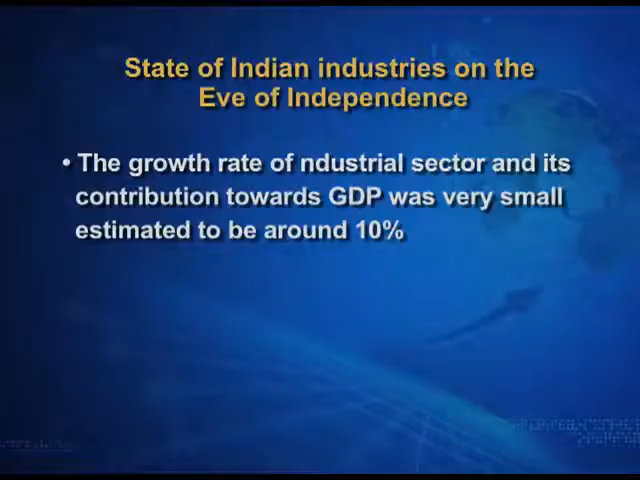 State of Indian industries on the
Eve of Independence
• The growth rate of ndustrial sector and its
contribution towards GDP was very small
estimated to be around 10%